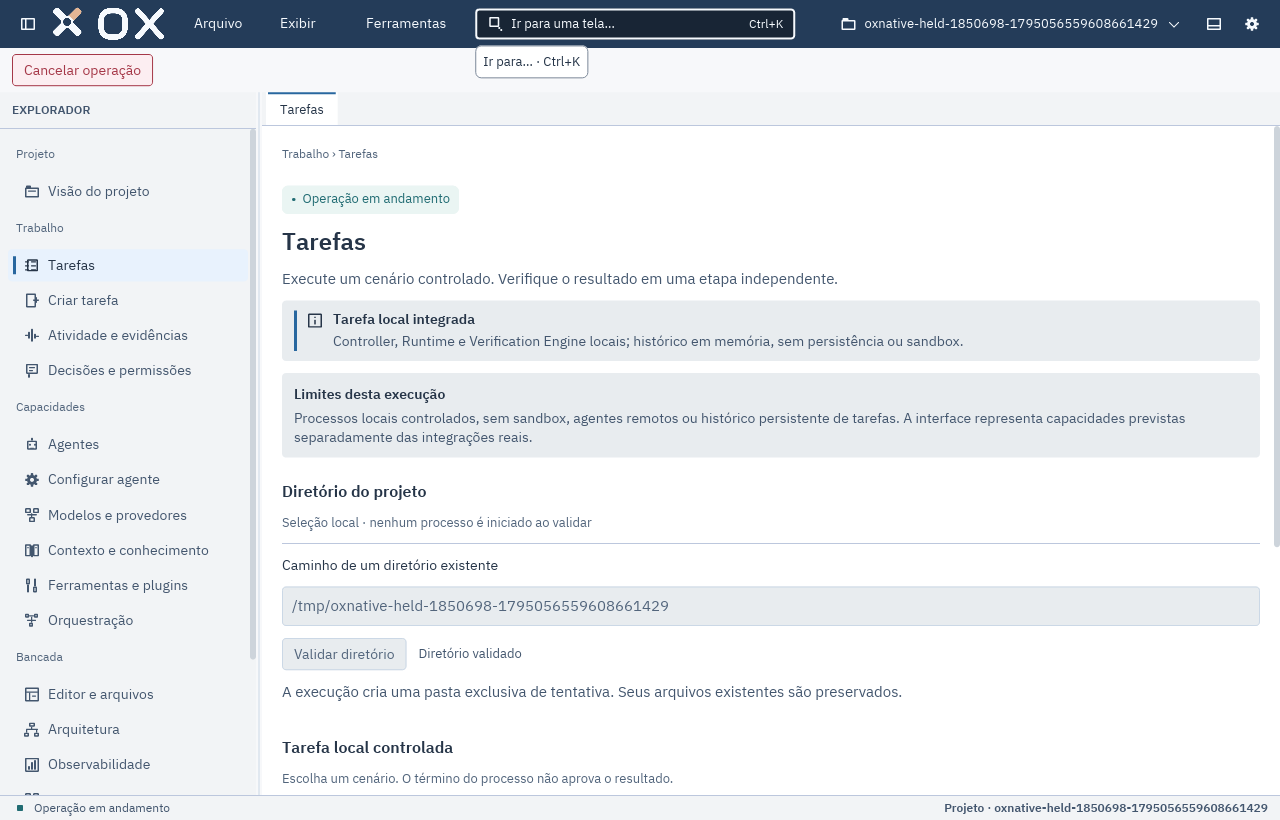 OX
Arquivo
Exibir
Ferramentas
Ir para uma tela...
Ctrl+K
oxnative-held-1850698-1795056559608661429
Ir para... · Ctrl+K
Cancelar operação
EXPLORADOR
Projeto
Visão do projeto
Trabalho
Tarefas
Criar tarefa
Atividade e evidências
Decisões e permissões
Capacidades
Agentes
Configurar agente
Modelos e provedores
Contexto e conhecimento
Ferramentas e plugins
Orquestração
Bancada
Editor e arquivos
Arquitetura
Observabilidade
Tarefas
Trabalho › Tarefas
• Operação em andamento
Tarefas
Execute um cenário controlado. Verifique o resultado em uma etapa independente.
Tarefa local integrada
Controller, Runtime e Verification Engine locais; histórico em memória, sem persistência ou sandbox.
Limites desta execução
Processos locais controlados, sem sandbox, agentes remotos ou histórico persistente de tarefas. A interface representa capacidades previstas
separadamente das integrações reais.
Diretório do projeto
Seleção local · nenhum processo é iniciado ao validar
Caminho de um diretório existente
/tmp/oxnative-held-1850698-1795056559608661429
Validar diretório
Diretório validado
A execução cria uma pasta exclusiva de tentativa. Seus arquivos existentes são preservados.
Tarefa local controlada
Escolha um cenário. O término do processo não aprova o resultado.
Operação em andamento
Projeto · oxnative-held-1850698-1795056559608661429